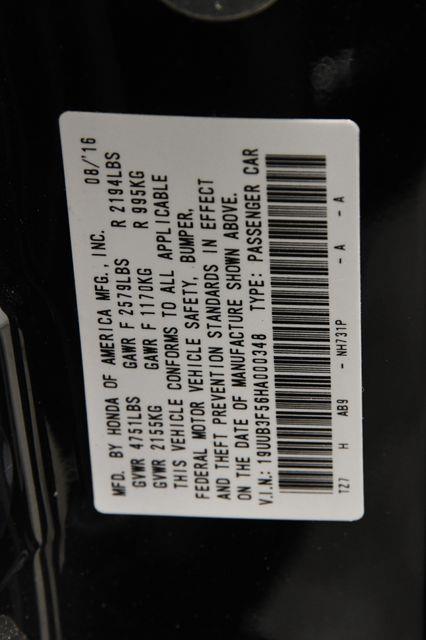 MFD. BY HONDA OF AMERICA MFG., INC. 08/'16
GVWR 4751LBS GAWR F 2579LBS R 2194LBS
GVWR 2155KG GAWR F 1170KG R 995KG
THIS VEHICLE CONFORMS TO ALL APPLICABLE
FEDERAL MOTOR VEHICLE SAFETY, BUMPER,
AND THEFT PREVENTION STANDARDS IN EFFECT
ON THE DATE OF MANUFACTURE SHOWN ABOVE.
V.I.N.: 19UUB3F56HA000348 TYPE: PASSENGER CAR
TZ7 H AB9 - NH731P - A - A